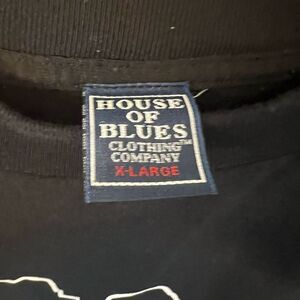 HOUSE
OF
BLUES
CLOTHING™
COMPANY
X-LARGE